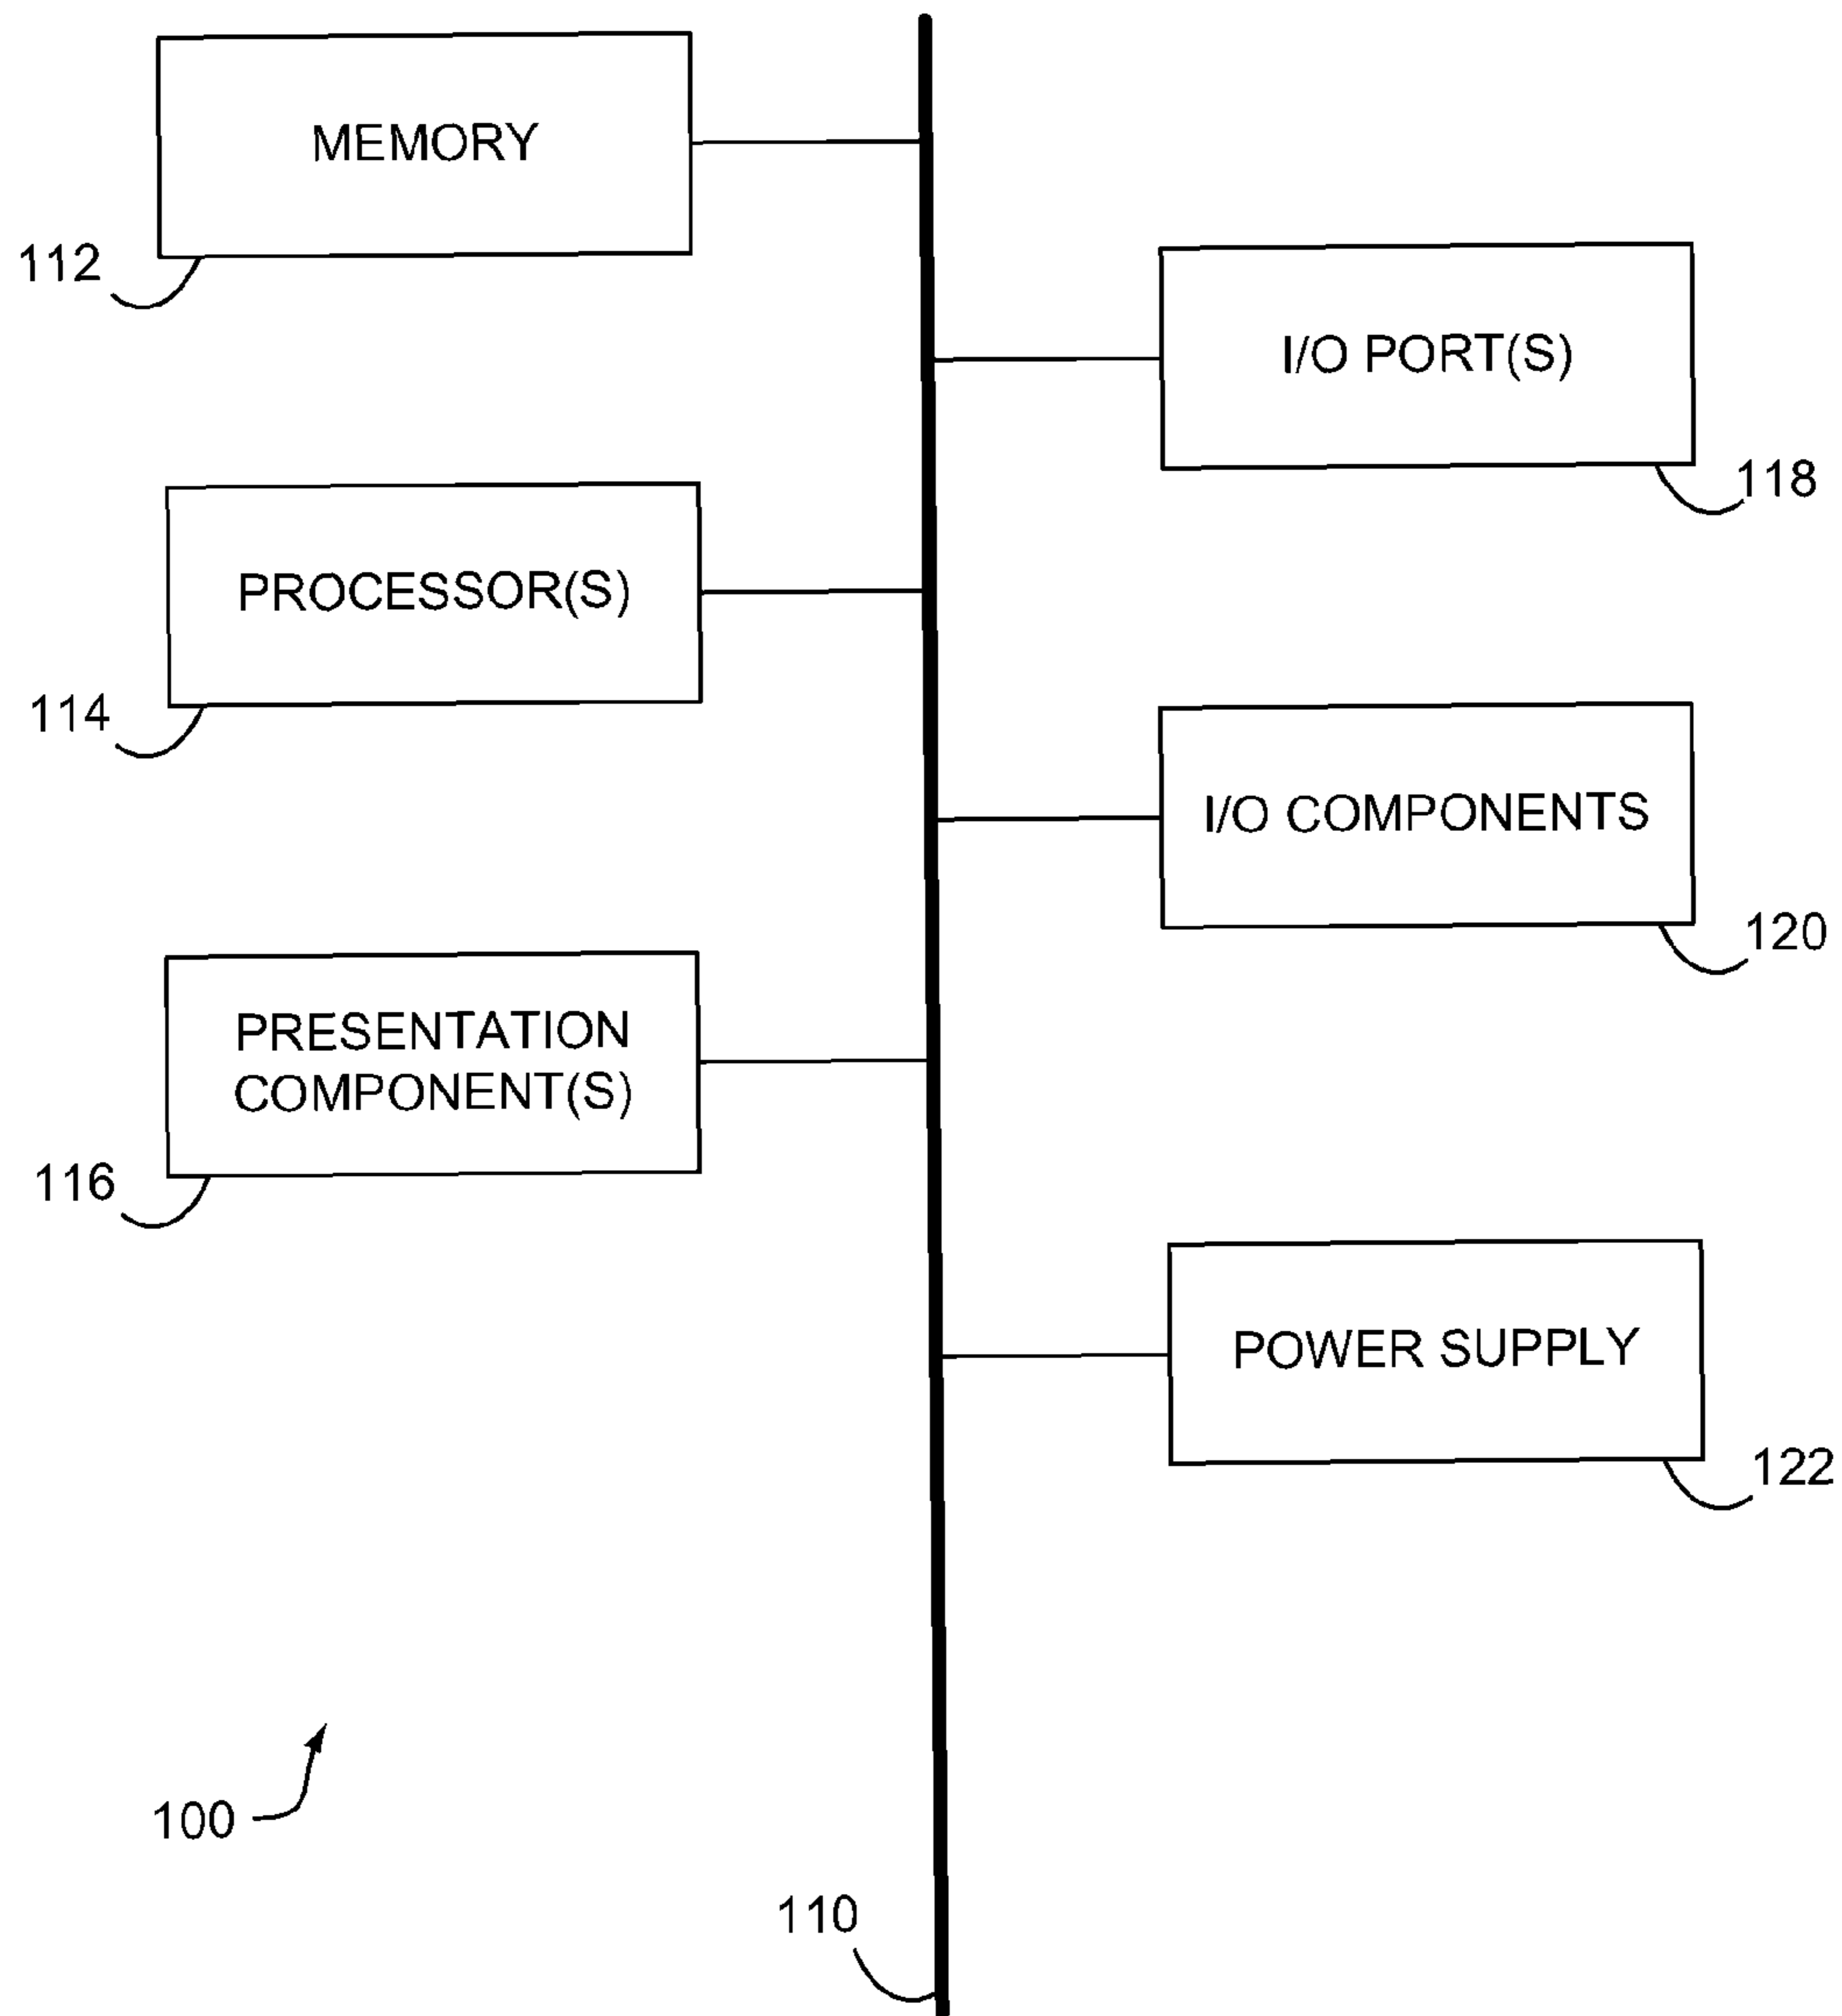 MEMORY
112
I/O PORT(S)
118
PROCESSOR(S)
114
I/O COMPONENTS
120
PRESENTATION
COMPONENT(S)
116
POWER SUPPLY
122
100
110